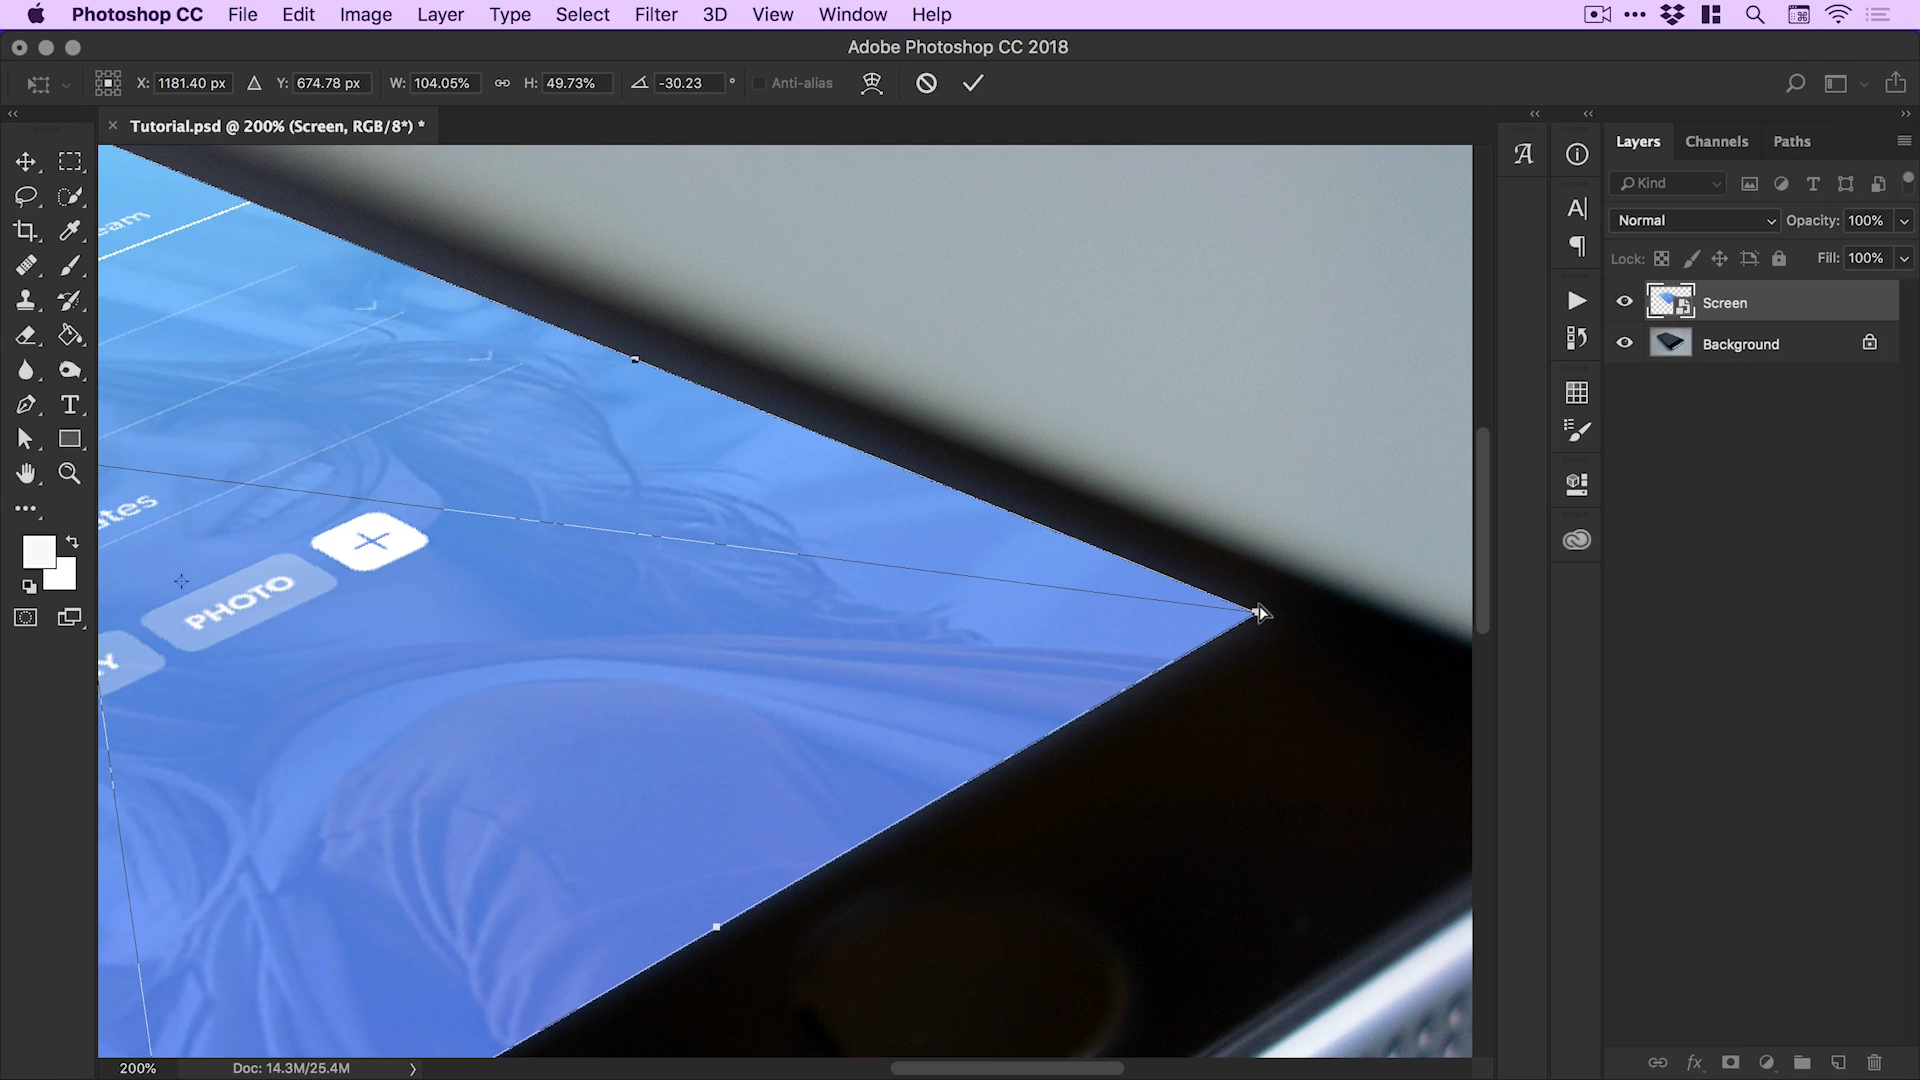 Photoshop CC File Edit Image Layer Type Select Filter 3D View Window Help
Adobe Photoshop CC 2018
X: 1181.40 px Y: 674.78 px W: 104.05% H: 49.73% -30.23 ° Anti-alias
Tutorial.psd @ 200% (Screen, RGB/8*) *
Layers Channels Paths
Kind
Normal Opacity: 100%
Lock: Fill: 100%
Screen
Background
eam
ates
PHOTO
Y
200% Doc: 14.3M/25.4M